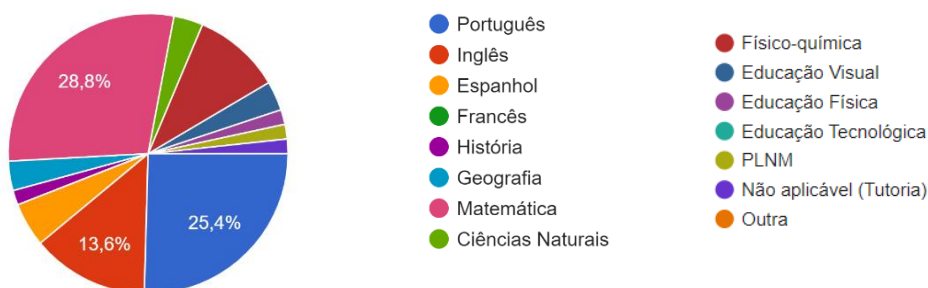 28,8%
13,6%
25,4%
Português
Inglês
Espanhol
Francês
História
Geografia
Matemática
Ciências Naturais
Físico-química
Educação Visual
Educação Física
Educação Tecnológica
PLNM
Não aplicável (Tutoria)
Outra